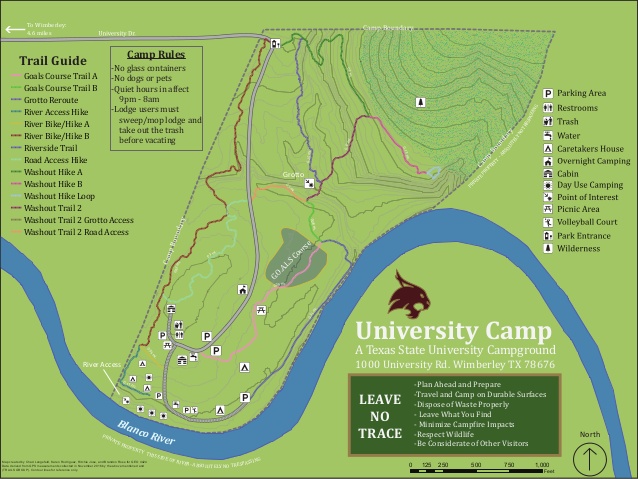 To Wimberley:
8.6 miles
University Dr.
Camp Boundary
Trail Guide
Goals Course Trail A
Goals Course Trail B
Grotto Reroute
River Access Hike
River Bike/Hike A
River Bike/Hike B
Riverside Trail
Road Access Hike
Washout Hike A
Washout Hike B
Washout Hike Loop
Washout Trail 2
Washout Trail 2 Grotto Access
Washout Trail 2 Road Access
Camp Rules
-No glass containers
-No dogs or pets
-Quiet hours in affect
9pm - 8am
-Lodge users must
sweep/mop lodge and
take out the trash
before vacating
Parking Area
Restrooms
Trash
Water
Caretakers House
Overnight Camping
Cabin
Day Use Camping
Point of Interest
Picnic Area
Volleyball Court
Park Entrance
Wilderness
Camp Boundary
Grotto
Camp Boundary
GOALS Course
River Access
Blanco River
University Camp
A Texas State University Campground
1000 University Rd. Wimberley TX 78676
LEAVE
NO
TRACE
-Plan Ahead and Prepare
-Travel and Camp on Durable Surfaces
-Dispose of Waste Properly
- Leave What You Find
- Minimize Campfire Impacts
-Respect Wildlife
-Be Considerate of Other Visitors
North
0 125 250 500 750 1,000
Feet